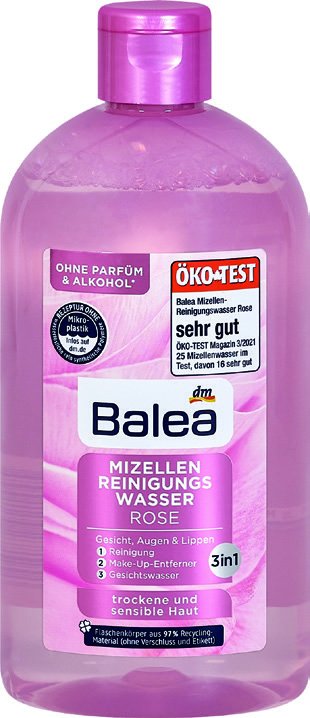 OHNE PARFÜM
& ALKOHOL*
REZEPTUR OHNE
Mikro-
plastik
Infos auf
dm.de
ÖKO-TEST
Balea Mizellen-
Reinigungswasser Rose
sehr gut
ÖKO-TEST Magazin 3/2021
25 Mizellenwasser im
Test, davon 16 sehr gut
dm
Balea
MIZELLEN
REINIGUNGS
WASSER
ROSE
Gesicht, Augen & Lippen
1 Reinigung
2 Make-Up-Entferner
3 Gesichtswasser
3in1
trockene und
sensible Haut
Flaschenkörper aus 97% Recycling-
Material (ohne Verschluss und Etikett)